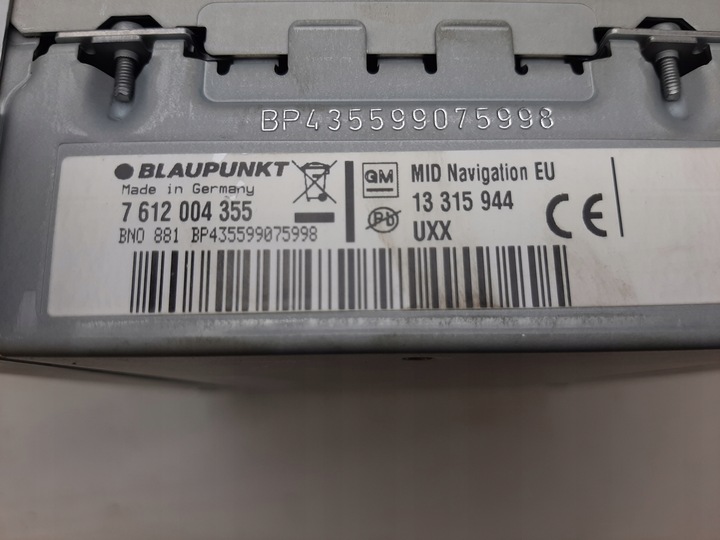 BP435599075998
BLAUPUNKT
Made in Germany
7 612 004 355
BNO 881 BP435599075998
GM
MID Navigation EU
13 315 944
Pb
UXX
CE